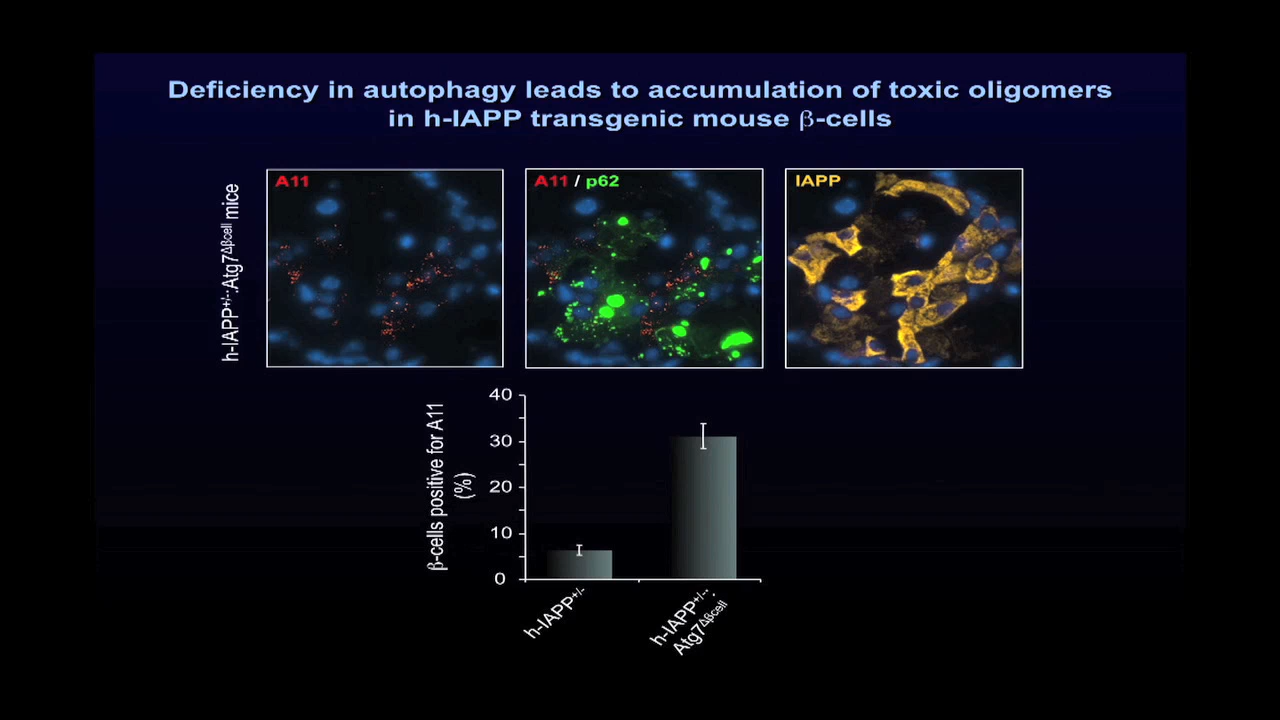 Deficiency in autophagy leads to accumulation of toxic oligomers
in h-IAPP transgenic mouse β-cells
h-IAPP+/-:Atg7Δβcell mice
A11
A11 / p62
IAPP
β-cells positive for A11
(%)
40
30
20
10
0
h-IAPP+/-
h-IAPP+/-:
Atg7Δβcell